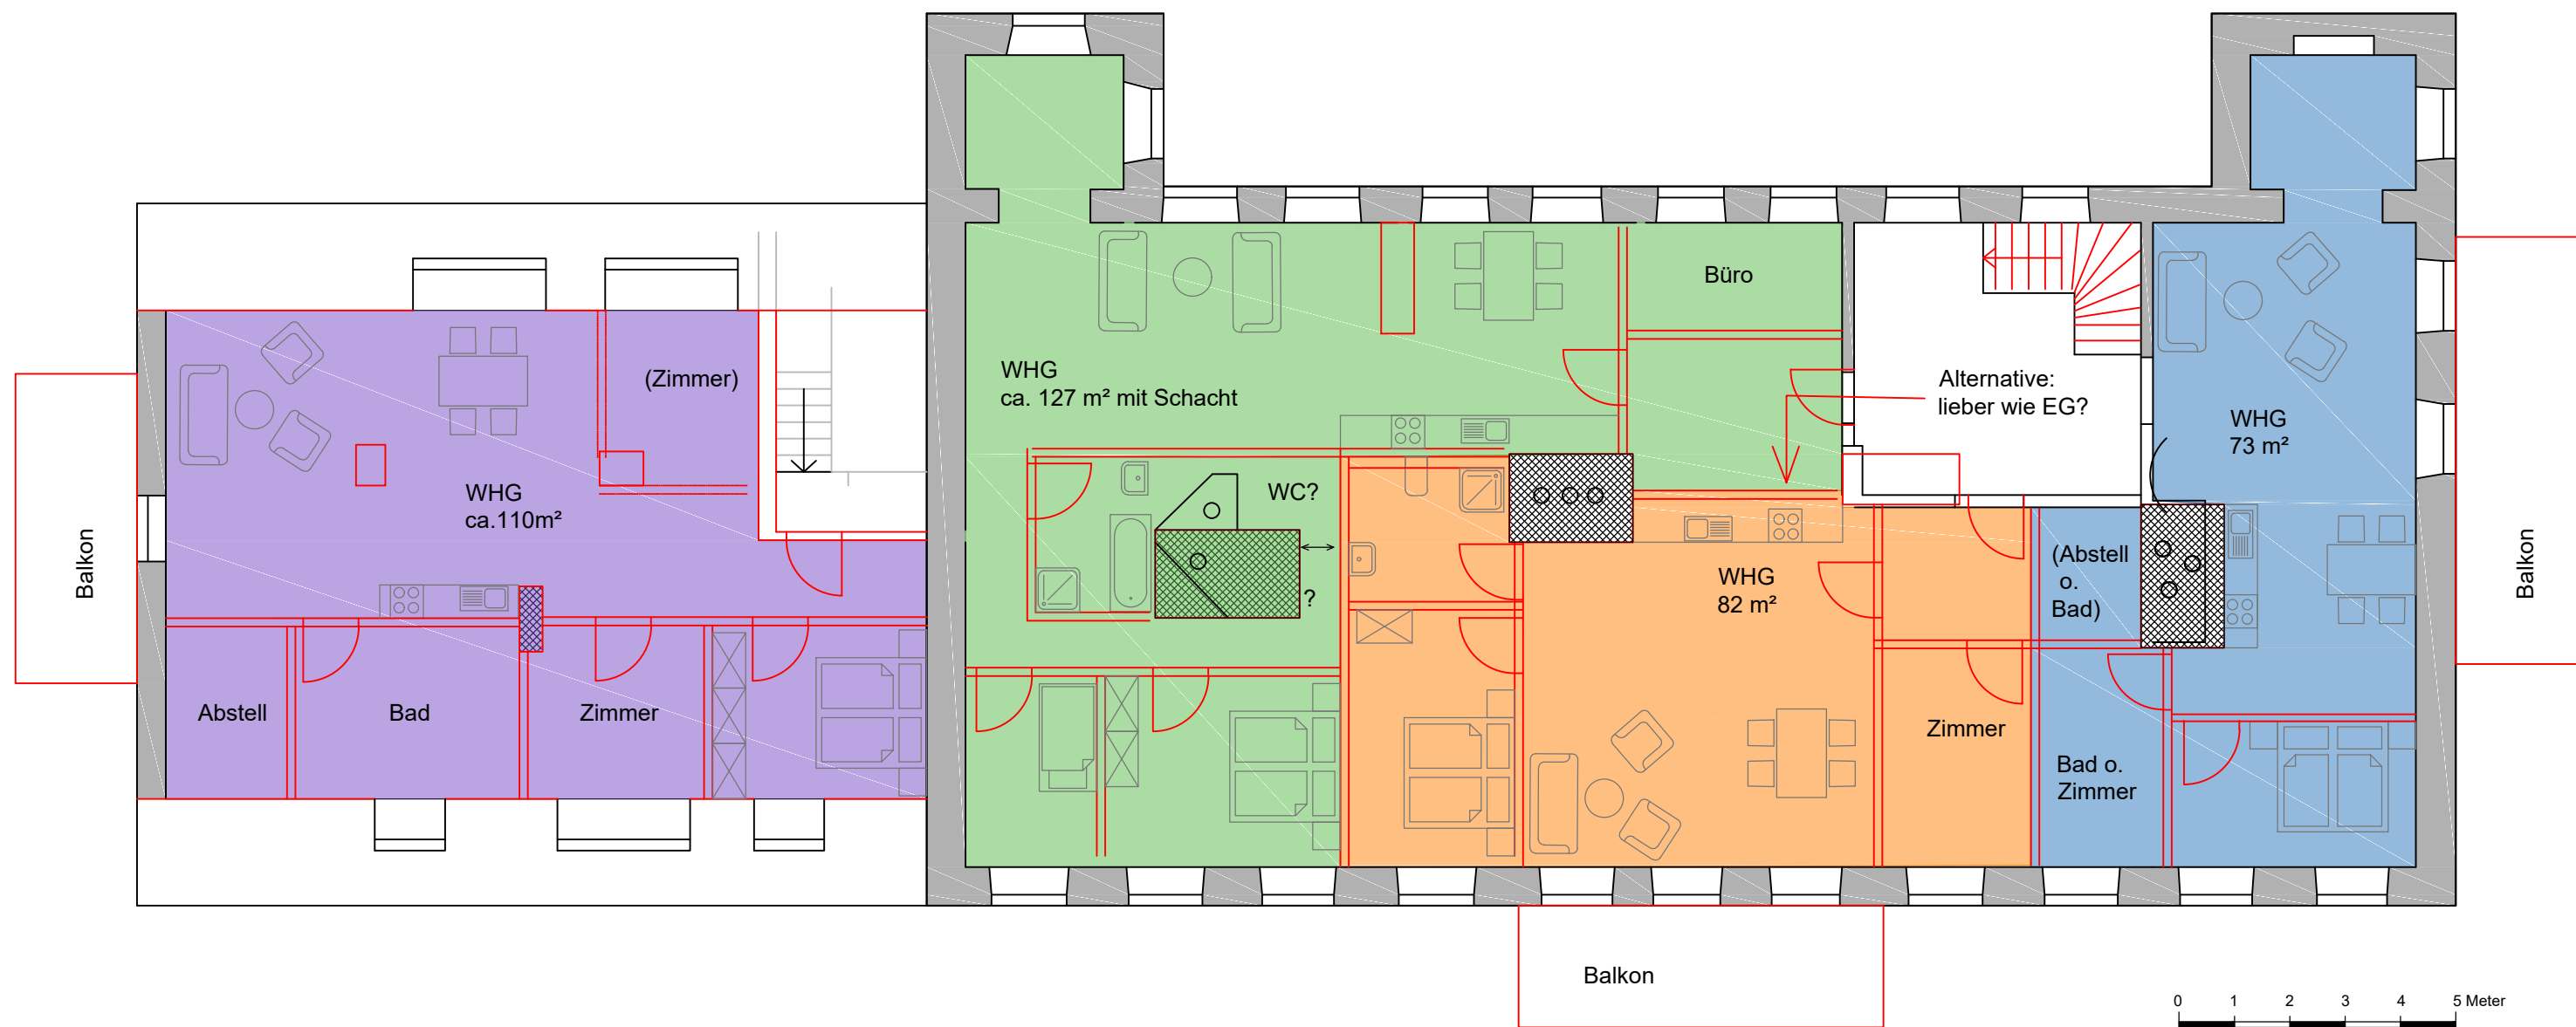 Balkon
(Zimmer)
WHG
ca.110m²
Abstell
Bad
Zimmer
WHG
ca. 127 m² mit Schacht
Büro
WC?
?
Alternative:
lieber wie EG?
WHG
73 m²
WHG
82 m²
(Abstell
o.
Bad)
Zimmer
Bad o.
Zimmer
Balkon
Balkon
0 1 2 3 4 5 Meter